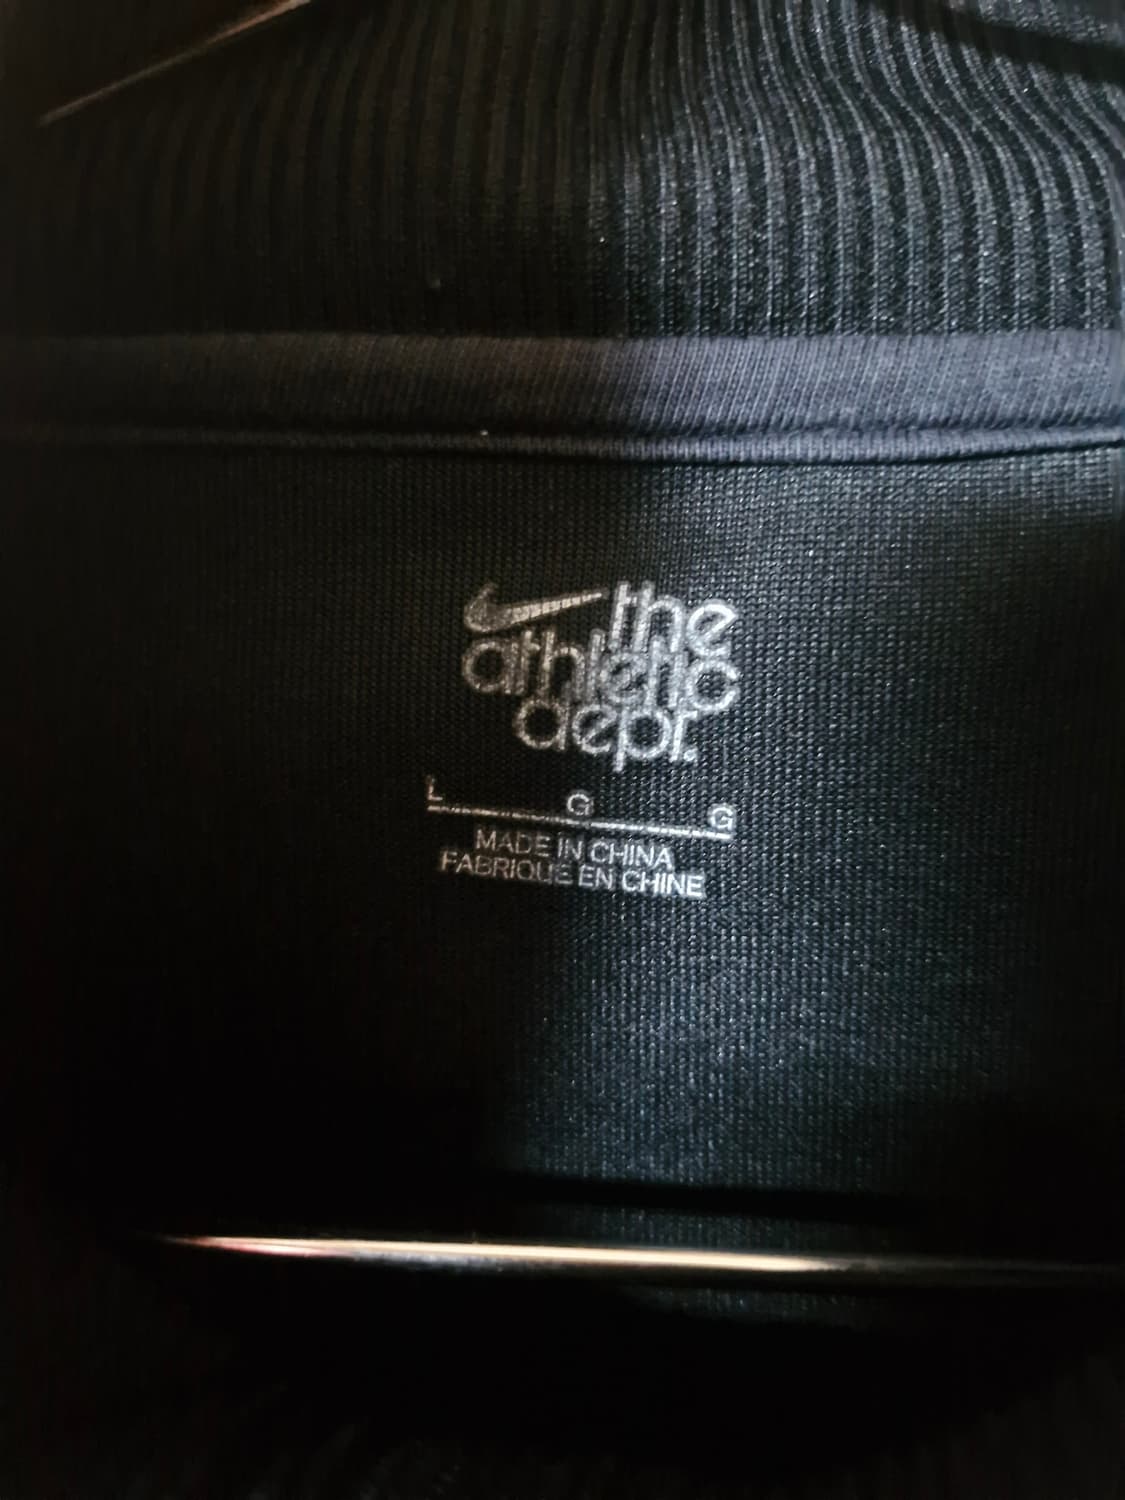 the
athletic
dept.
L G G
MADE IN CHINA
FABRIQUE EN CHINE